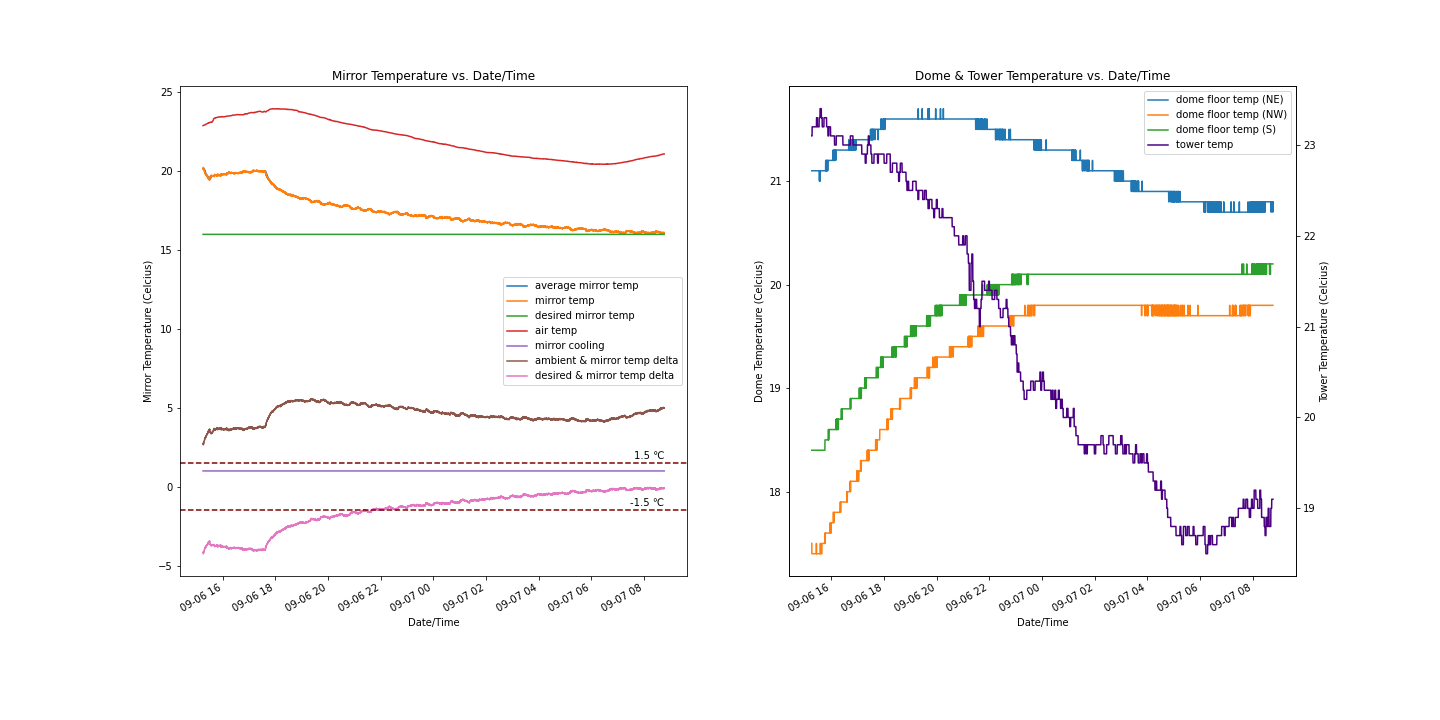 Mirror Temperature vs. Date/Time
Mirror Temperature (Celcius)
25
20
15
10
5
0
−5
average mirror temp
mirror temp
desired mirror temp
air temp
mirror cooling
ambient & mirror temp delta
desired & mirror temp delta
1.5 °C
-1.5 °C
09-06 16
09-06 18
09-06 20
09-06 22
09-07 00
09-07 02
09-07 04
09-07 06
09-07 08
Date/Time
Dome & Tower Temperature vs. Date/Time
Dome Temperature (Celcius)
21
20
19
18
dome floor temp (NE)
dome floor temp (NW)
dome floor temp (S)
tower temp
23
22
21
20
19
Tower Temperature (Celcius)
09-06 16
09-06 18
09-06 20
09-06 22
09-07 00
09-07 02
09-07 04
09-07 06
09-07 08
Date/Time